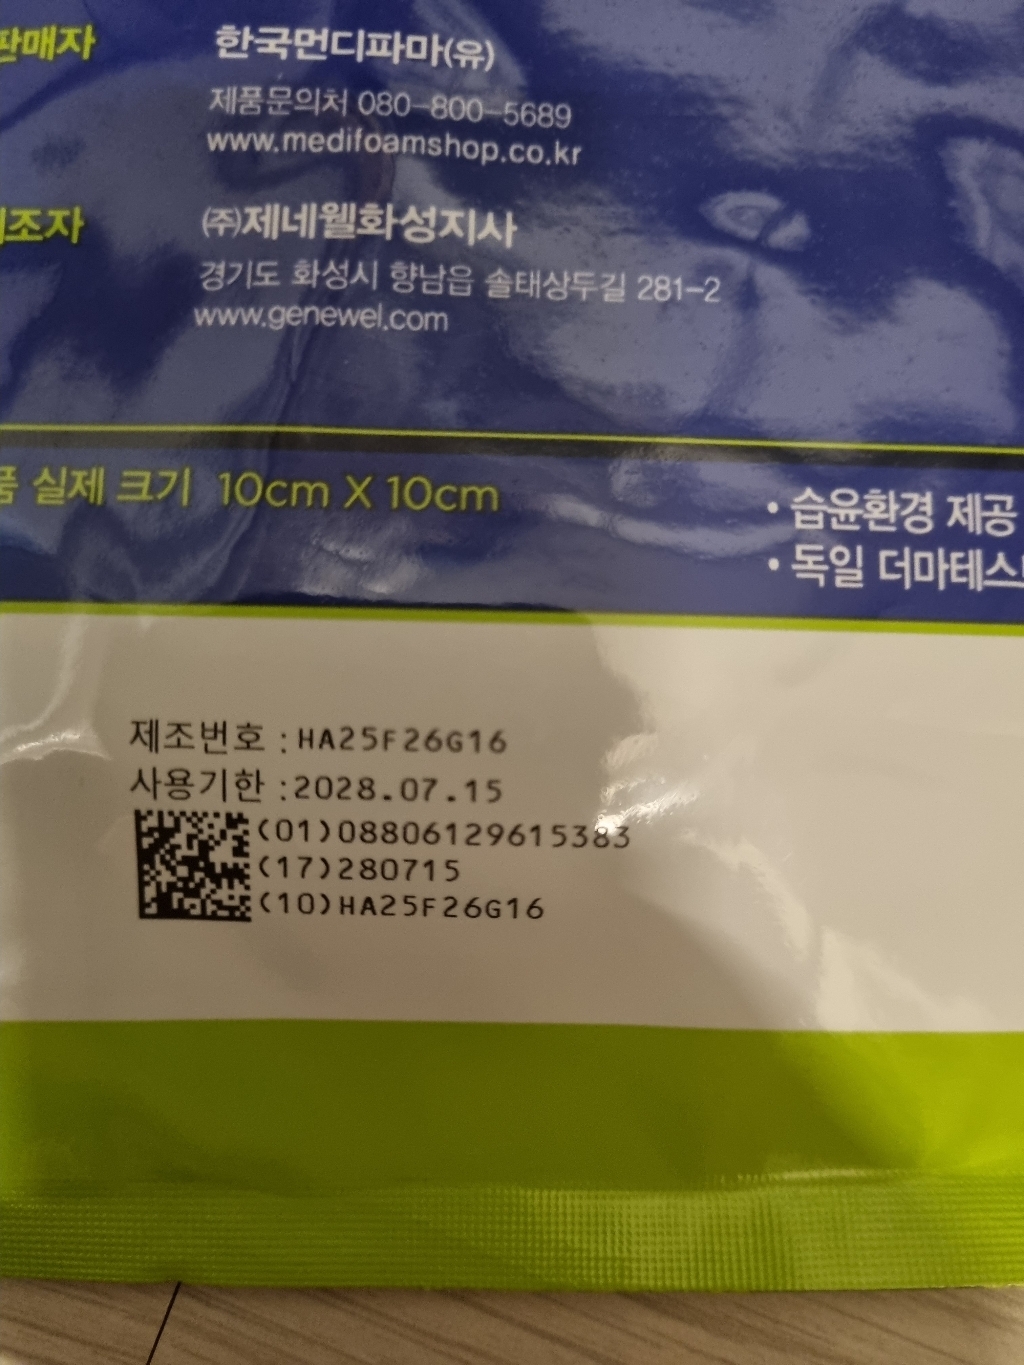 판매자 한국먼디파마(유)
제품문의처 080-800-5689
www.medifoamshop.co.kr
제조자 ㈜제네웰화성지사
경기도 화성시 향남읍 솔태상두길 281-2
www.genewel.com
품 실제 크기 10cm X 10cm
• 습윤환경 제공
• 독일 더마테스트
제조번호 : HA25F26G16
사용기한 : 2028.07.15
(01)08806129615383
(17)280715
(10)HA25F26G16